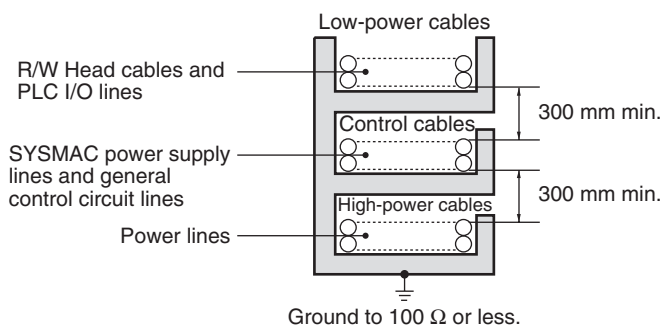 Low-power cables
R/W Head cables and
PLC I/O lines
300 mm min.
Control cables
SYSMAC power supply
lines and general
control circuit lines
300 mm min.
High-power cables
Power lines
Ground to 100 Ω or less.